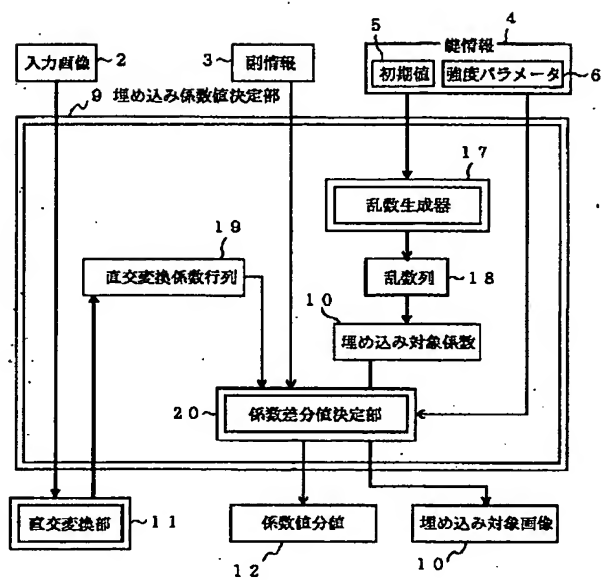 4
鍵情報
5
入力画像 2
3 副情報
初期値
強度パラメータ 6
9 埋め込み係数値決定部
17
乱数生成器
19
直交変換係数行列
乱数列 18
10
埋め込み対象係数
20 係数差分値決定部
直交変換部 11
係数値分値
埋め込み対象画像
12
10